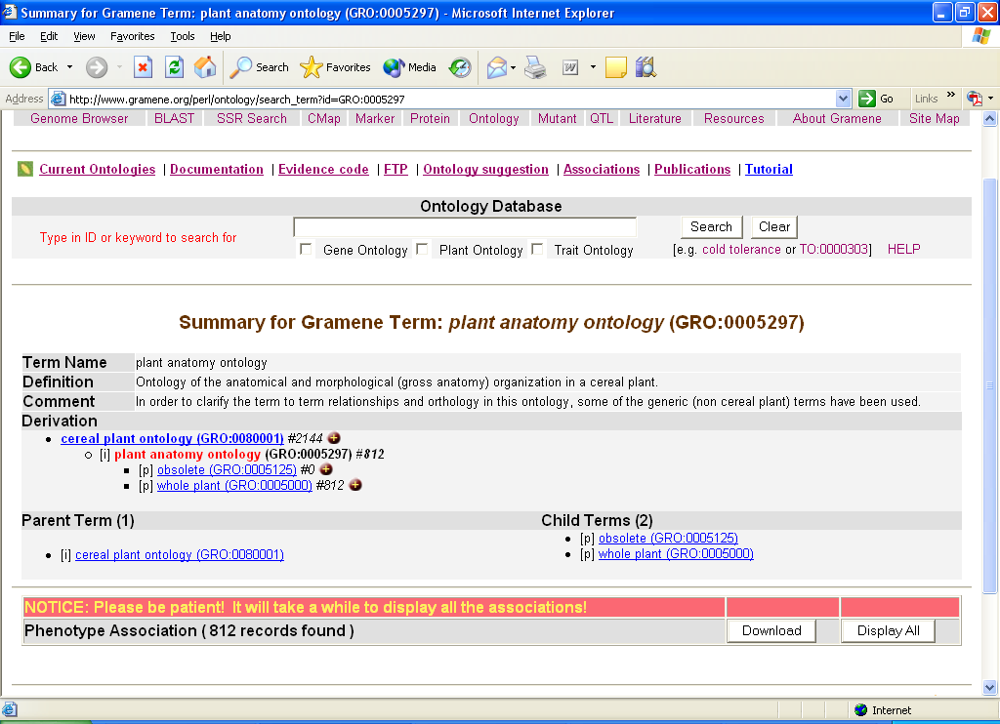 Summary for Gramene Term: plant anatomy ontology (GRO:0005297) - Microsoft Internet Explorer
File Edit View Favorites Tools Help
Back Search Favorites Media
Address http://www.gramene.org/perl/ontology/search_term?id=GRO:0005297 Go Links »
Genome Browser BLAST SSR Search CMap Marker Protein Ontology Mutant QTL Literature Resources About Gramene Site Map
Current Ontologies | Documentation | Evidence code | FTP | Ontology suggestion | Associations | Publications | Tutorial
Ontology Database
Type in ID or keyword to search for Search Clear
Gene Ontology Plant Ontology Trait Ontology [e.g. cold tolerance or TO:0000303] HELP
Summary for Gramene Term: plant anatomy ontology (GRO:0005297)
Term Name plant anatomy ontology
Definition Ontology of the anatomical and morphological (gross anatomy) organization in a cereal plant.
Comment In order to clarify the term to term relationships and orthology in this ontology, some of the generic (non cereal plant) terms have been used.
Derivation
cereal plant ontology (GRO:0080001) #2144
[i] plant anatomy ontology (GRO:0005297) #812
[p] obsolete (GRO:0005125) #0
[p] whole plant (GRO:0005000) #812
Parent Term (1) Child Terms (2)
[p] obsolete (GRO:0005125)
[i] cereal plant ontology (GRO:0080001) [p] whole plant (GRO:0005000)
NOTICE: Please be patient! It will take a while to display all the associations!
Phenotype Association ( 812 records found ) Download Display All
Internet